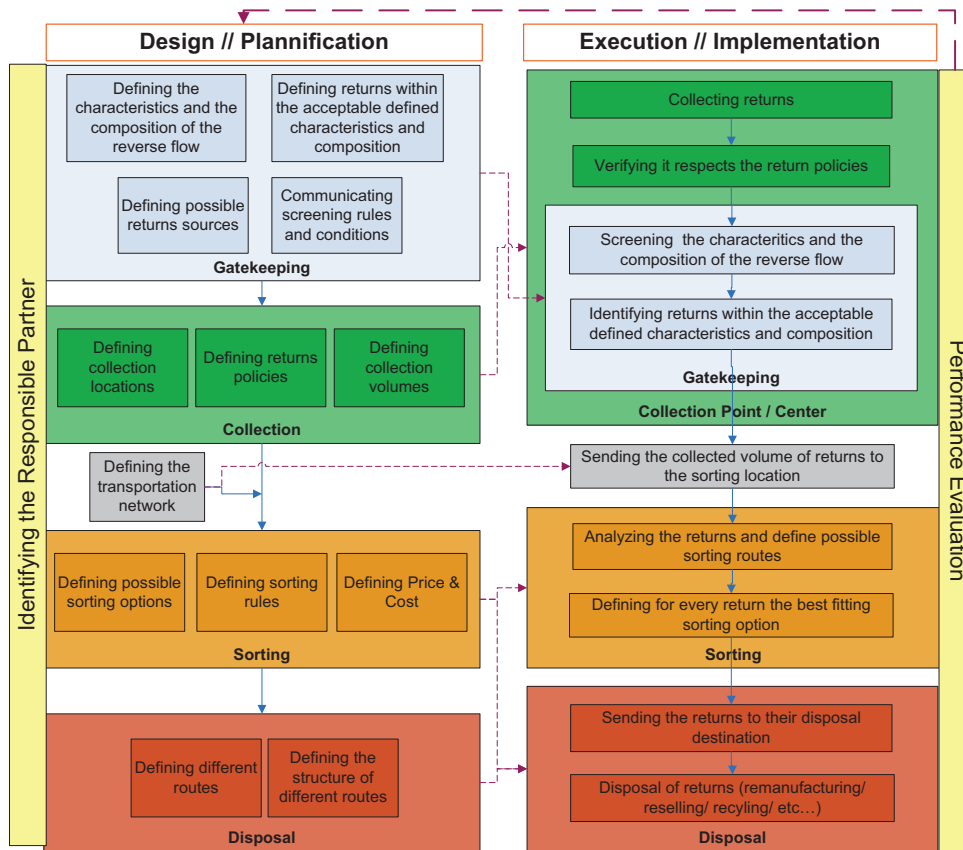 Design // Plannification
Execution // Implementation
Identifying the Responsible Partner
Defining the
characteristics and the
composition of the
reverse flow
Defining returns within
the acceptable defined
characteristics and
composition
Defining possible
returns sources
Communicating
screening rules
and conditions
Gatekeeping
Defining
collection
locations
Defining returns
policies
Defining
collection
volumes
Collection
Defining the
transportation
network
Defining possible
sorting options
Defining sorting
rules
Defining Price &
Cost
Sorting
Defining different
routes
Defining the
structure of
different routes
Disposal
Collecting returns
Verifying it respects the return policies
Screening the characteritics and the
composition of the reverse flow
Identifying returns within the acceptable
defined characteristics and composition
Gatekeeping
Collection Point / Center
Sending the collected volume of returns to
the sorting location
Analyzing the returns and define possible
sorting routes
Defining for every return the best fitting
sorting option
Sorting
Sending the returns to their disposal
destination
Disposal of returns (remanufacturing/
reselling/ recyling/ etc…)
Disposal
Performance Evaluation